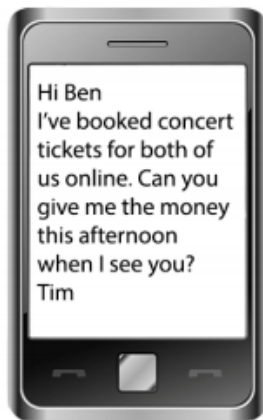 Hi Ben
I've booked concert
tickets for both of
us online. Can you
give me the money
this afternoon
when I see you?
Tim